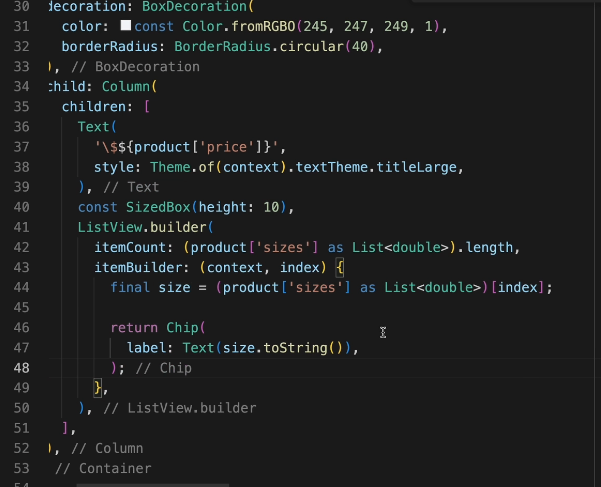 30 decoration: BoxDecoration(
31 color: const Color.fromRGBO(245, 247, 249, 1),
32 borderRadius: BorderRadius.circular(40),
33 ), // BoxDecoration
34 child: Column(
35 children: [
36 Text(
37 '\$${product['price']}',
38 style: Theme.of(context).textTheme.titleLarge,
39 ), // Text
40 const SizedBox(height: 10),
41 ListView.builder(
42 itemCount: (product['sizes'] as List<double>).length,
43 itemBuilder: (context, index) {
44 final size = (product['sizes'] as List<double>)[index];
45
46 return Chip(
47 label: Text(size.toString()),
48 ); // Chip
49 },
50 ), // ListView.builder
51 ],
52 ), // Column
53 // Container
54